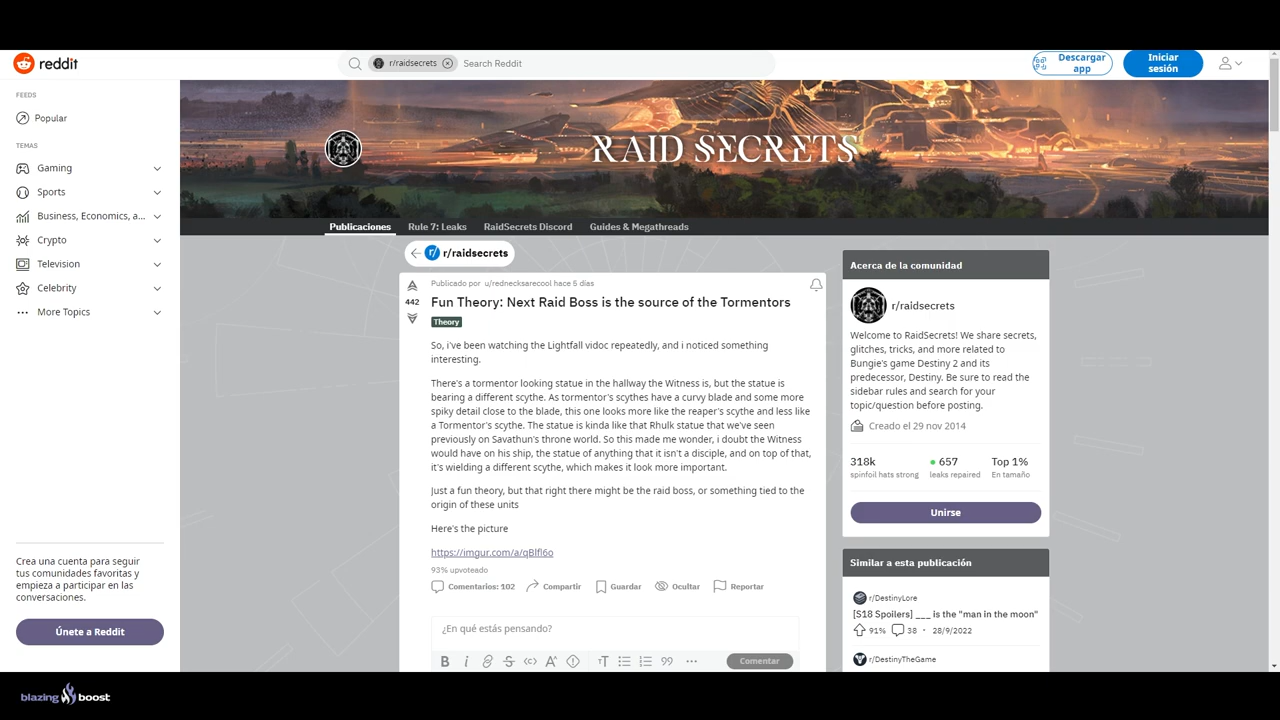 reddit
r/raidsecrets
Search Reddit
Descargar
app
Iniciar
sesión
FEEDS
Popular
TEMAS
Gaming
Sports
Business, Economics, a...
Crypto
Television
Celebrity
More Topics
Crea una cuenta para seguir
tus comunidades favoritas y
empieza a participar en las
conversaciones.
Únete a Reddit
RAID SECRETS
Publicaciones
Rule 7: Leaks
RaidSecrets Discord
Guides & Megathreads
r/ r/raidsecrets
Publicado por u/rednecksarecool hace 5 días
442
Fun Theory: Next Raid Boss is the source of the Tormentors
Theory
So, i've been watching the Lightfall vidoc repeatedly, and i noticed something
interesting.
There's a tormentor looking statue in the hallway the Witness is, but the statue is
bearing a different scythe. As tormentor's scythes have a curvy blade and some more
spiky detail close to the blade, this one looks more like the reaper's scythe and less like
a Tormentor's scythe. The statue is kinda like that Rhulk statue that we've seen
previously on Savathun's throne world. So this made me wonder, i doubt the Witness
would have on his ship, the statue of anything that it isn't a disciple, and on top of that,
it's wielding a different scythe, which makes it look more important.
Just a fun theory, but that right there might be the raid boss, or something tied to the
origin of these units
Here's the picture
https://imgur.com/a/qBlfl6o
93% upvoteado
Comentarios: 102
Compartir
Guardar
Ocultar
Reportar
¿En qué estás pensando?
Comentar
Acerca de la comunidad
r/raidsecrets
Welcome to RaidSecrets! We share secrets,
glitches, tricks, and more related to
Bungie's game Destiny 2 and its
predecessor, Destiny. Be sure to read the
sidebar rules and search for your
topic/question before posting.
Creado el 29 nov 2014
318k 657 Top 1%
spinfoil hats strong leaks repaired En tamaño
Unirse
Similar a esta publicación
r/DestinyLore
[S18 Spoilers] ___ is the "man in the moon"
91% 38 · 28/9/2022
r/DestinyTheGame
blazing boost